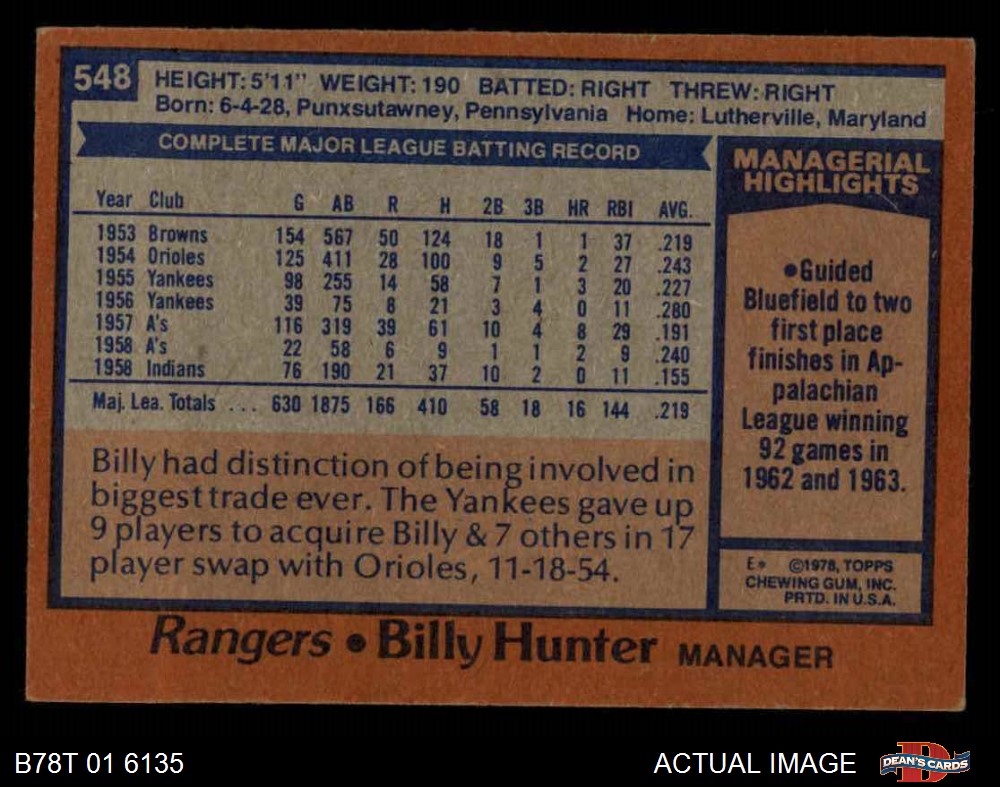 548
HEIGHT: 5'11" WEIGHT: 190 BATTED: RIGHT THREW: RIGHT
Born: 6-4-28, Punxsutawney, Pennsylvania Home: Lutherville, Maryland
COMPLETE MAJOR LEAGUE BATTING RECORD
Year Club G AB R H 2B 3B HR RBI AVG.
1953 Browns 154 567 50 124 18 1 1 37 .219
1954 Orioles 125 411 28 100 9 5 2 27 .243
1955 Yankees 98 255 14 58 7 1 3 20 .227
1956 Yankees 39 75 8 21 3 4 0 11 .280
1957 A's 116 319 39 61 10 4 8 29 .191
1958 A's 22 58 6 9 1 1 2 9 .240
1958 Indians 76 190 21 37 10 2 0 11 .155
Maj. Lea. Totals ... 630 1875 166 410 58 18 16 144 .219
Billy had distinction of being involved in
biggest trade ever. The Yankees gave up
9 players to acquire Billy & 7 others in 17
player swap with Orioles, 11-18-54.
MANAGERIAL
HIGHLIGHTS
•Guided
Bluefield to two
first place
finishes in Ap-
palachian
League winning
92 games in
1962 and 1963.
E* ©1978, TOPPS
CHEWING GUM, INC.
PRTD. IN U.S.A.
Rangers • Billy Hunter MANAGER
B78T 01 6135
ACTUAL IMAGE
DEAN'S CARDS